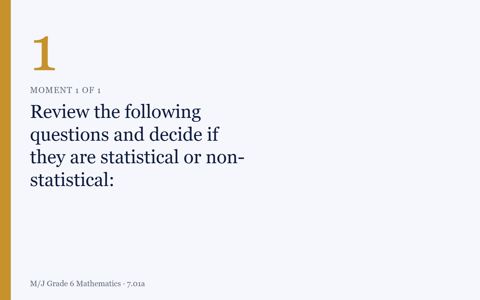 1
MOMENT 1 OF 1
Review the following
questions and decide if
they are statistical or non-
statistical:
M/J Grade 6 Mathematics · 7.01a